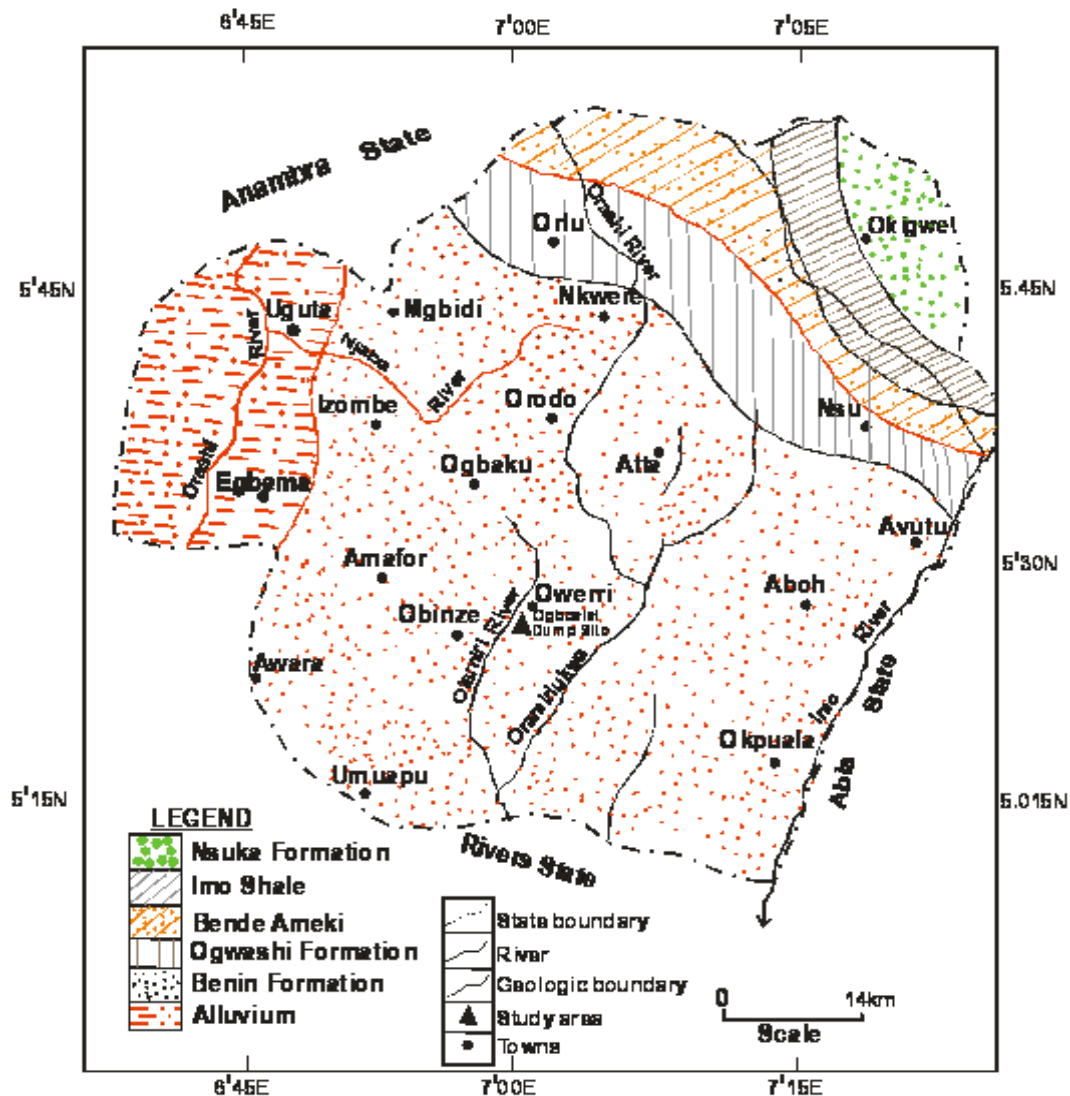 6'45E
7'00E
7'05E
Anambra State
Okigwel
Orlu
Orashi River
5'45N
5.45N
Uguta
Mgbidi
Nkwere
River
Njaba
River
Izombe
Orodo
Nsu
Ogbaku
Atta
Orashi
Egbema
Avutu
5'30N
Amafor
Aboh
Owerri
Obinze
Dump Site
River
River
Awara
State
Imo
Okpuala
Umuapu
Abia
5'15N
5.015N
Rivers State
LEGEND
Nsuka Formation
Imo Shale
Bende Ameki
Ogwashi Formation
Benin Formation
Alluvium
State boundary
River
Geologic boundary
Study area
Towns
0 14km
Scale
6'45E
7'00E
7'15E